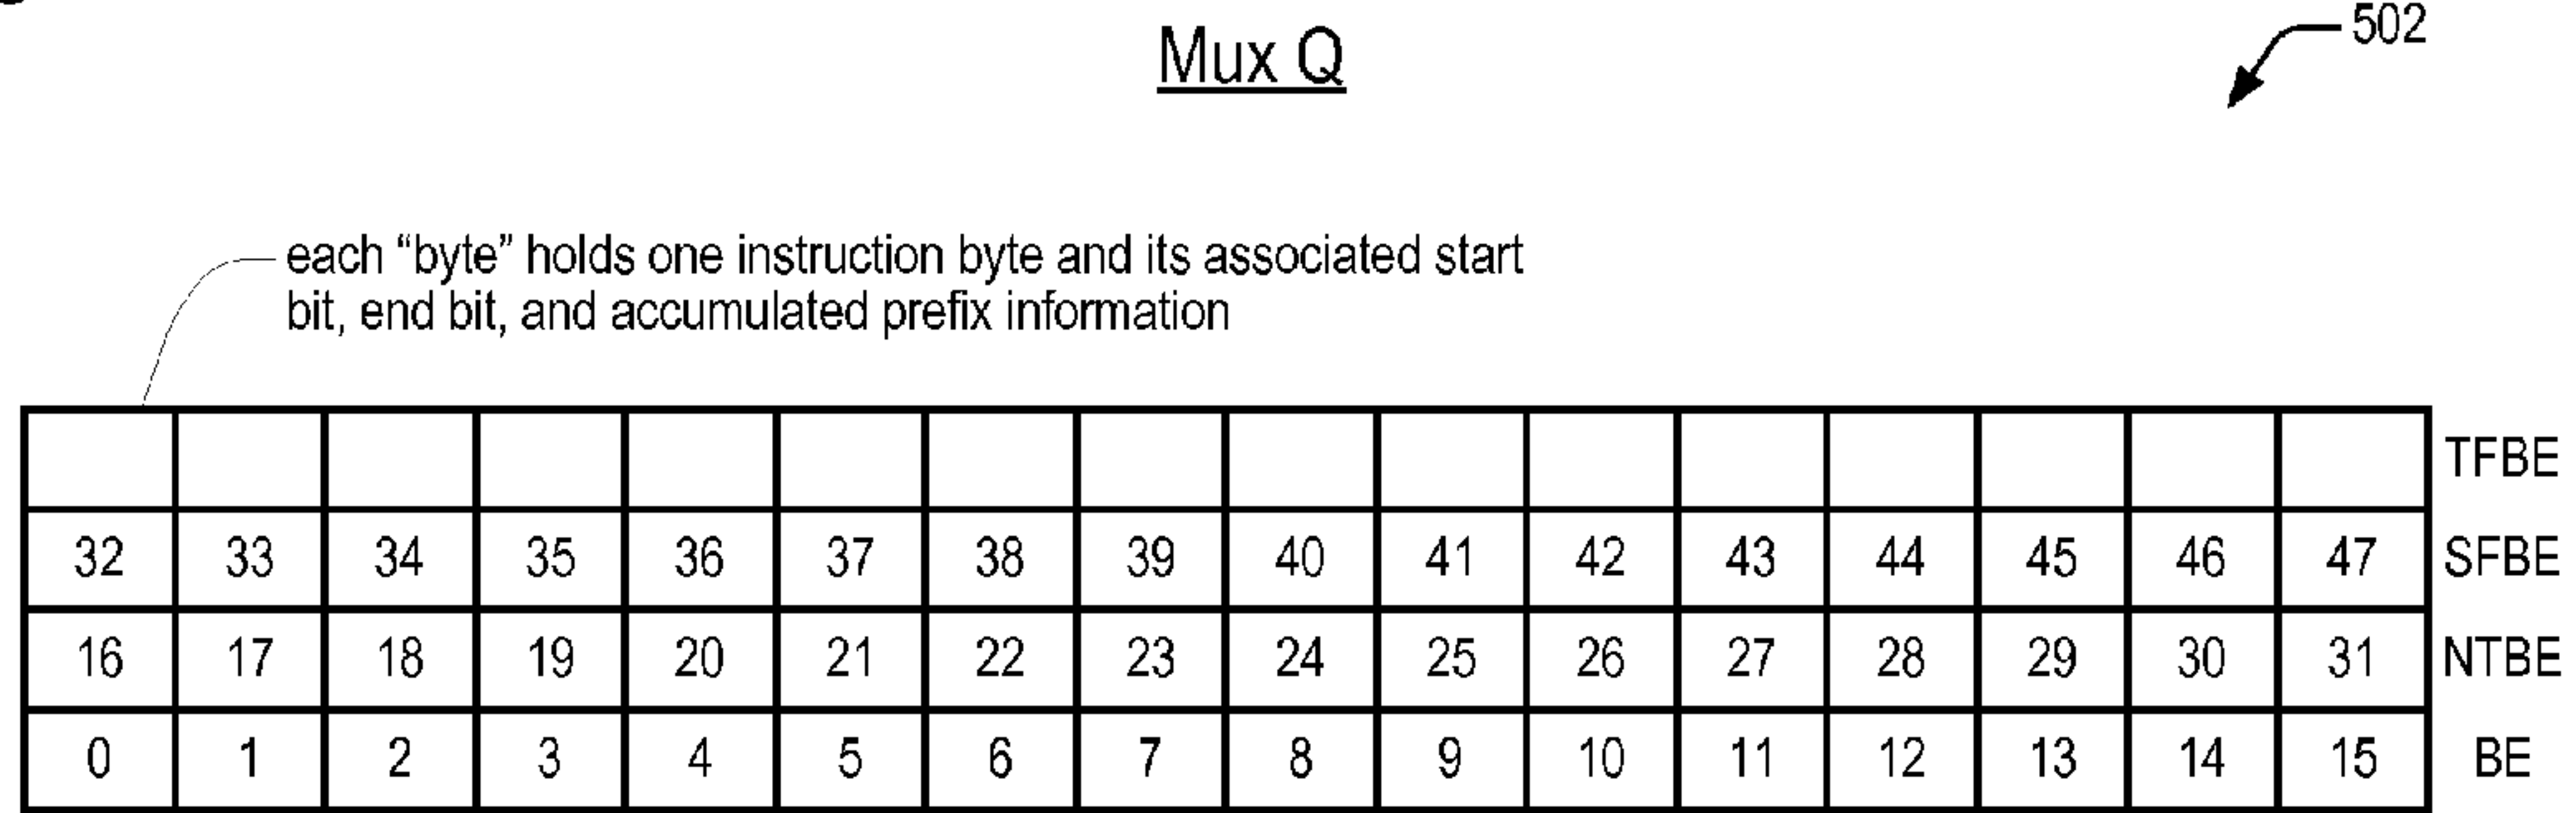 Mux Q
502
each “byte” holds one instruction byte and its associated start
bit, end bit, and accumulated prefix information
TFBE
32 33 34 35 36 37 38 39 40 41 42 43 44 45 46 47 SFBE
16 17 18 19 20 21 22 23 24 25 26 27 28 29 30 31 NTBE
0 1 2 3 4 5 6 7 8 9 10 11 12 13 14 15 BE